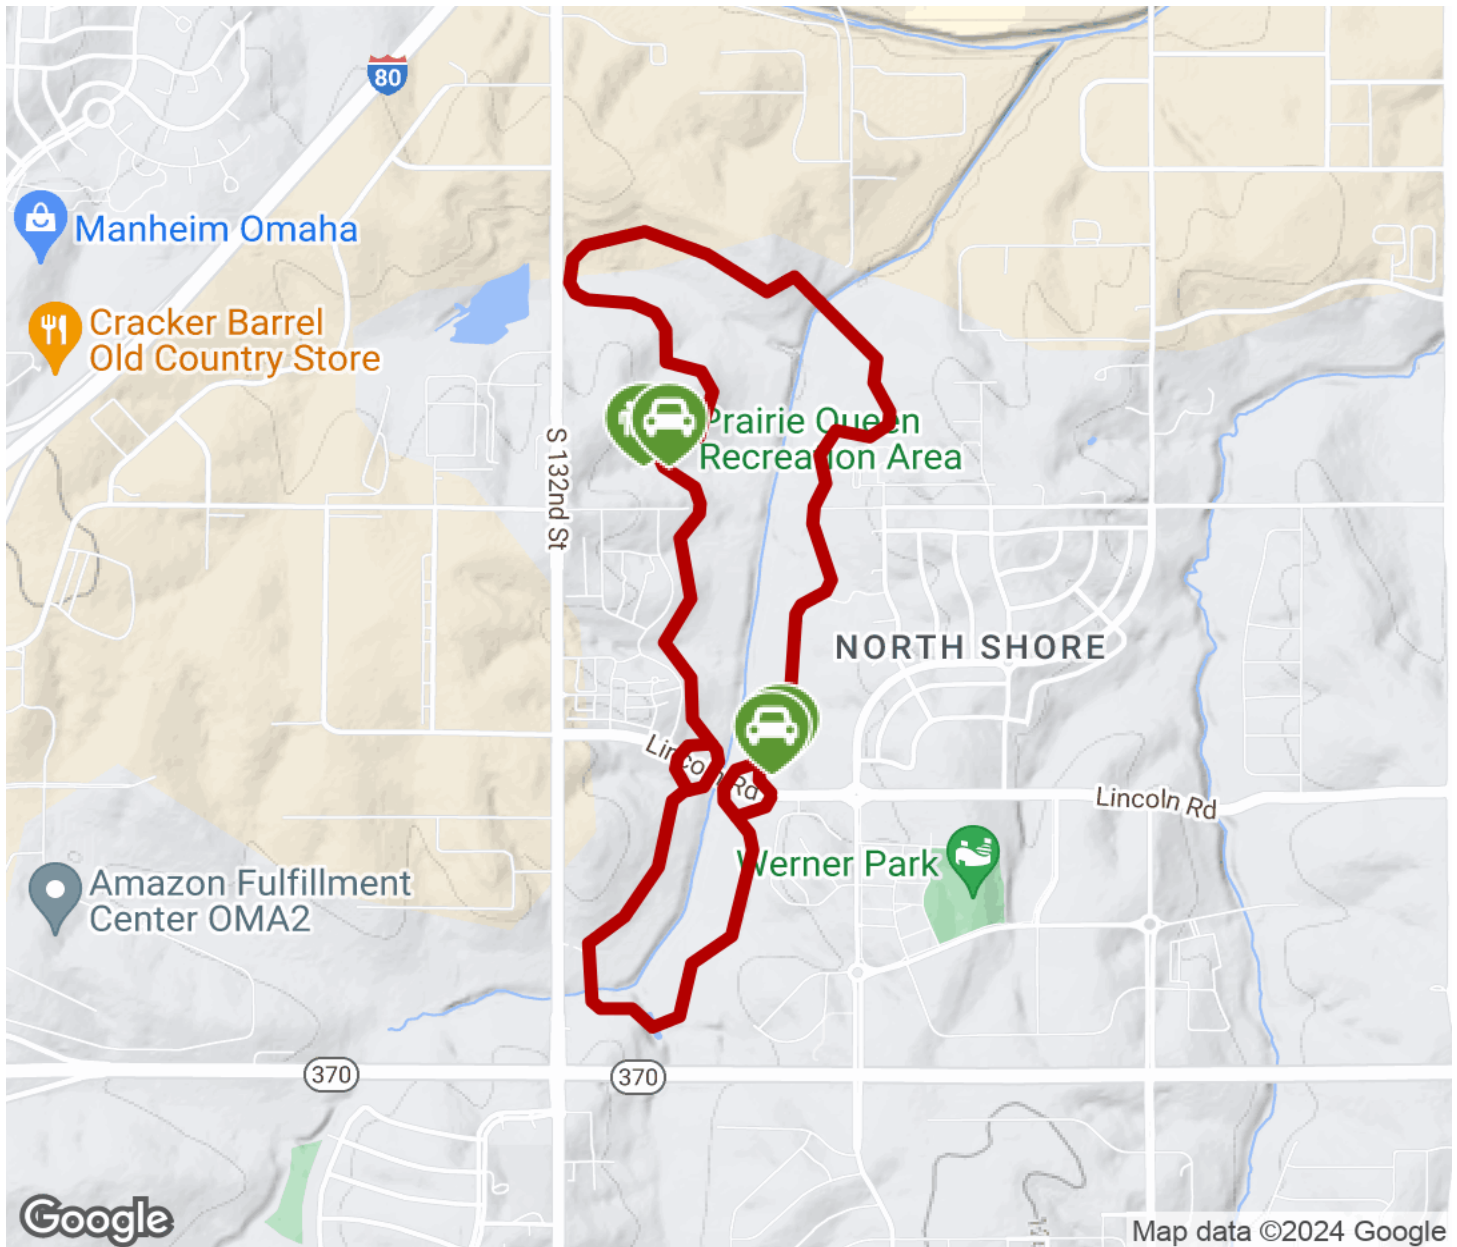 80
Manheim Omaha
Cracker Barrel
Old Country Store
S 132nd St
Prairie Queen
Recreation Area
NORTH SHORE
Lincoln Rd
Lincoln Rd
Werner Park
Amazon Fulfillment
Center OMA2
370
370
Google
Map data ©2024 Google